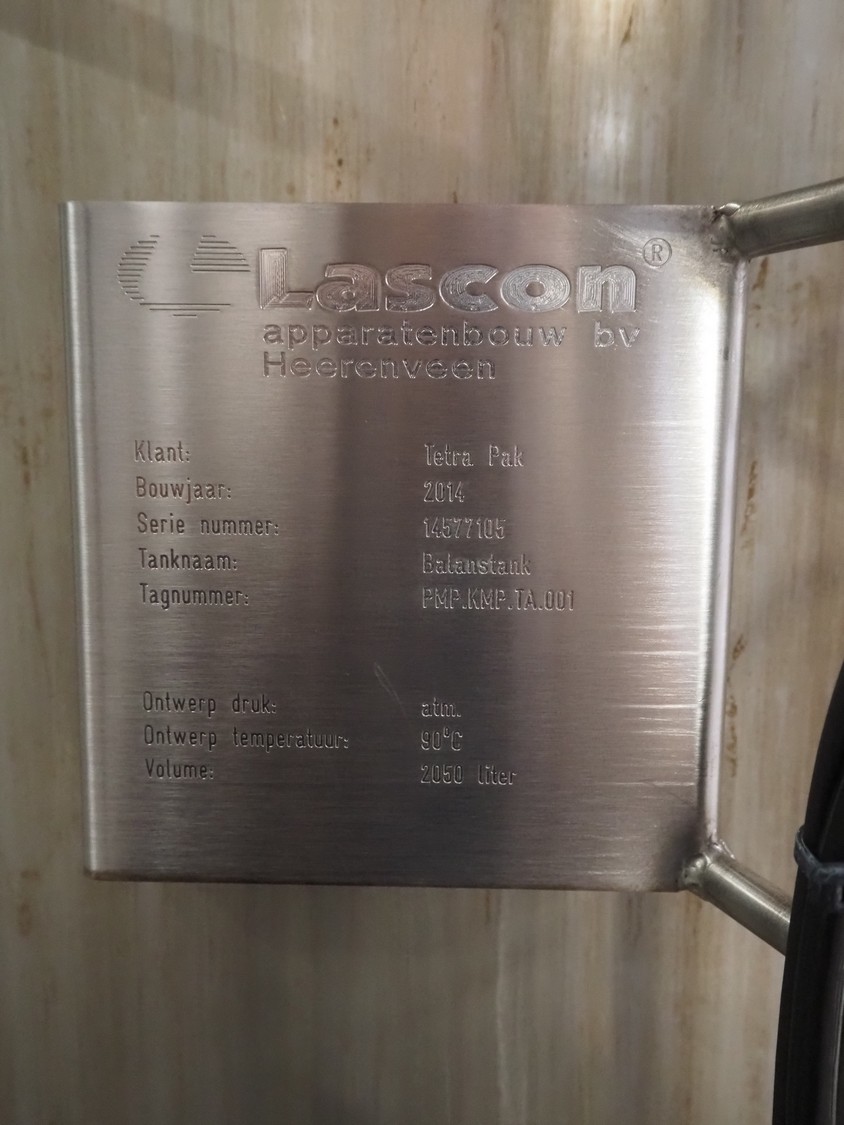 Lascon®
apparatenbouw bv
Heerenveen
Klant: Tetra Pak
Bouwjaar: 2014
Serie nummer: 14577105
Tanknaam: Balanstank
Tagnummer: PMP.KMP.TA.001
Ontwerp druk: atm.
Ontwerp temperatuur: 90°C
Volume: 2050 liter